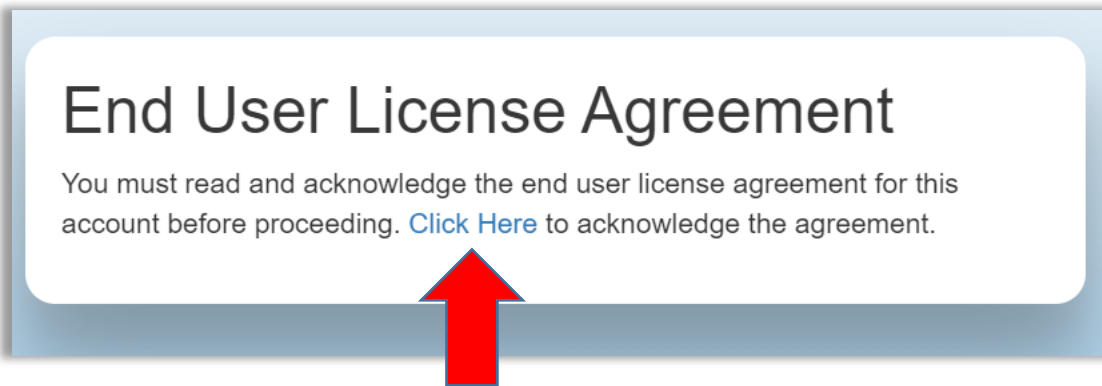 End User License Agreement
You must read and acknowledge the end user license agreement for this
account before proceeding. Click Here to acknowledge the agreement.